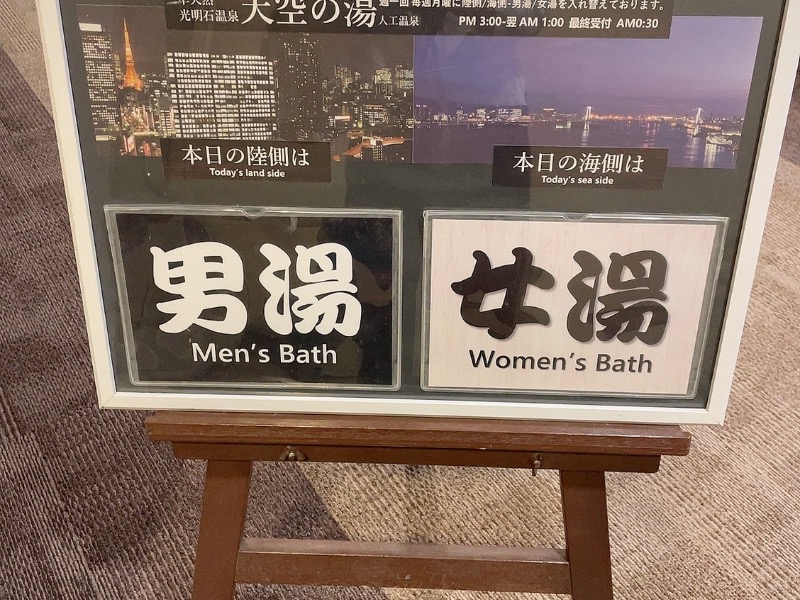 光明石温泉 天空の湯 人工温泉
週一回 毎週月曜に陸側/海側-男湯/女湯を入れ替えております。
PM 3:00-翌 AM 1:00 最終受付 AM0:30
本日の陸側は
Today's land side
本日の海側は
Today's sea side
男湯
Men's Bath
女湯
Women's Bath